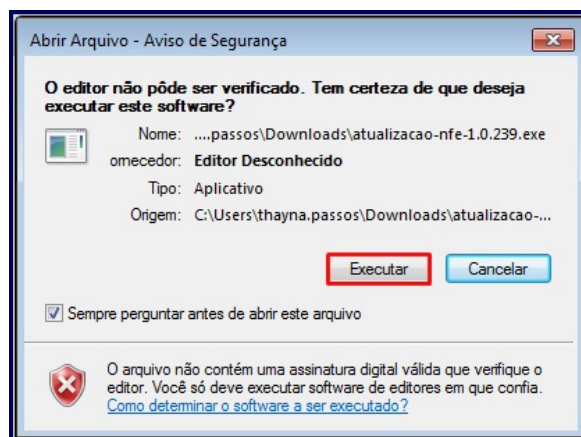 Abrir Arquivo - Aviso de Segurança
O editor não pôde ser verificado. Tem certeza de que deseja
executar este software?
Nome: ....passos\Downloads\atualizacao-nfe-1.0.239.exe
ornecedor: Editor Desconhecido
Tipo: Aplicativo
Origem: C:\Users\thayna.passos\Downloads\atualizacao-...
Executar Cancelar
Sempre perguntar antes de abrir este arquivo
O arquivo não contém uma assinatura digital válida que verifique o
editor. Você só deve executar software de editores em que confia.
Como determinar o software a ser executado?